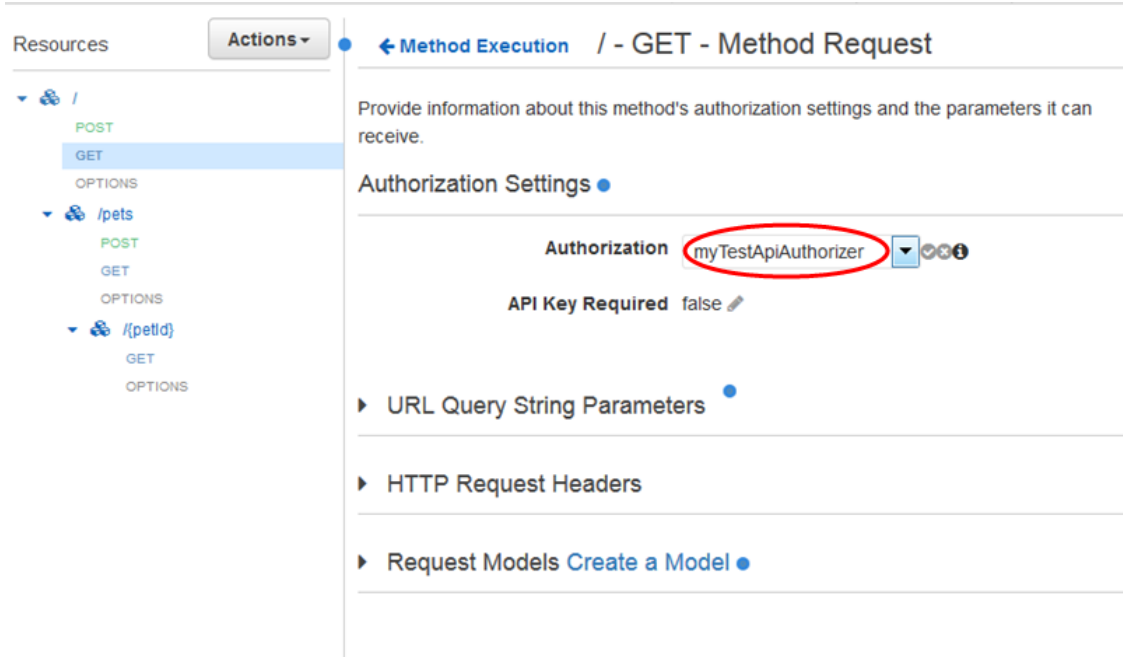 Resources
Actions
Method Execution / - GET - Method Request
/
POST
GET
OPTIONS
/pets
POST
GET
OPTIONS
/{petId}
GET
OPTIONS
Provide information about this method's authorization settings and the parameters it can
receive.
Authorization Settings
Authorization myTestApiAuthorizer
API Key Required false
URL Query String Parameters
HTTP Request Headers
Request Models Create a Model